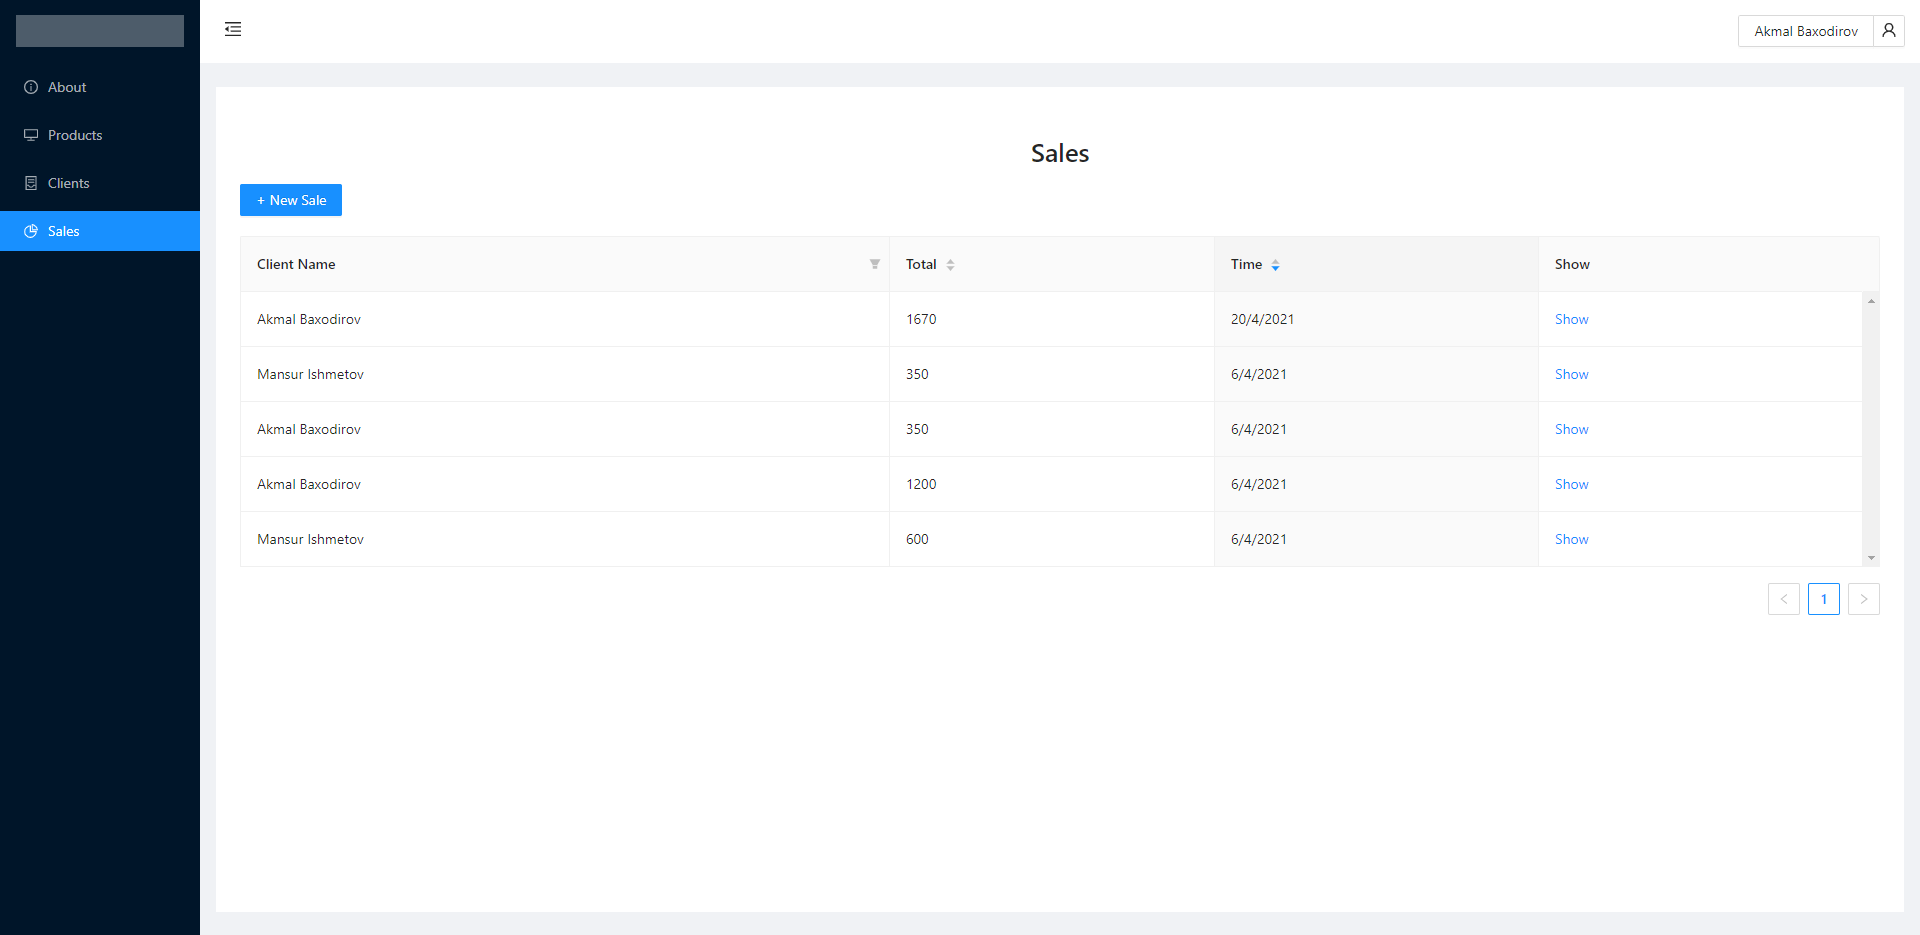 Akmal Baxodirov
About
Products
Clients
Sales
Sales
+ New Sale
Client Name Total Time Show
Akmal Baxodirov 1670 20/4/2021 Show
Mansur Ishmetov 350 6/4/2021 Show
Akmal Baxodirov 350 6/4/2021 Show
Akmal Baxodirov 1200 6/4/2021 Show
Mansur Ishmetov 600 6/4/2021 Show
< 1 >